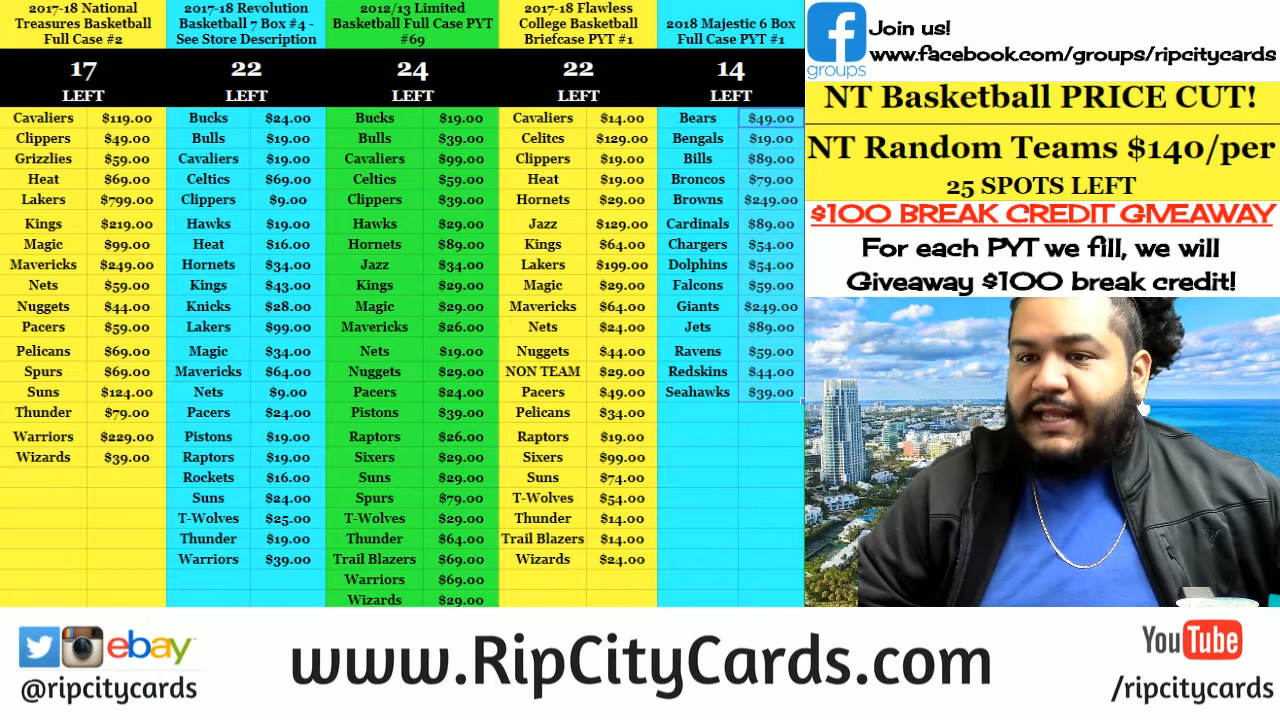 2017-18 National
Treasures Basketball
Full Case #2
17
LEFT
Cavaliers $119.00
Clippers $49.00
Grizzlies $59.00
Heat $69.00
Lakers $799.00
Kings $219.00
Magic $99.00
Mavericks $249.00
Nets $59.00
Nuggets $44.00
Pacers $59.00
Pelicans $69.00
Spurs $69.00
Suns $124.00
Thunder $79.00
Warriors $229.00
Wizards $39.00
2017-18 Revolution
Basketball 7 Box #4 -
See Store Description
22
LEFT
Bucks $24.00
Bulls $19.00
Cavaliers $19.00
Celtics $69.00
Clippers $9.00
Hawks $19.00
Heat $16.00
Hornets $34.00
Kings $43.00
Knicks $28.00
Lakers $99.00
Magic $34.00
Mavericks $64.00
Nets $9.00
Pacers $24.00
Pistons $19.00
Raptors $19.00
Rockets $16.00
Suns $24.00
T-Wolves $25.00
Thunder $19.00
Warriors $39.00
2012/13 Limited
Basketball Full Case PYT
#69
24
LEFT
Bucks $19.00
Bulls $39.00
Cavaliers $99.00
Celtics $59.00
Clippers $39.00
Hawks $29.00
Hornets $89.00
Jazz $34.00
Kings $29.00
Magic $29.00
Mavericks $26.00
Nets $19.00
Nuggets $29.00
Pacers $24.00
Pistons $39.00
Raptors $26.00
Sixers $29.00
Suns $29.00
Spurs $79.00
T-Wolves $29.00
Thunder $64.00
Trail Blazers $69.00
Warriors $69.00
Wizards $29.00
2017-18 Flawless
College Basketball
Briefcase PYT #1
22
LEFT
Cavaliers $14.00
Celitcs $129.00
Clippers $19.00
Heat $19.00
Hornets $29.00
Jazz $129.00
Kings $64.00
Lakers $199.00
Magic $29.00
Mavericks $64.00
Nets $24.00
Nuggets $44.00
NON TEAM $29.00
Pacers $49.00
Pelicans $34.00
Raptors $19.00
Sixers $99.00
Suns $74.00
T-Wolves $54.00
Thunder $14.00
Trail Blazers $14.00
Wizards $24.00
2018 Majestic 6 Box
Full Case PYT #1
14
LEFT
Bears $49.00
Bengals $19.00
Bills $89.00
Broncos $79.00
Browns $249.00
Cardinals $89.00
Chargers $54.00
Dolphins $54.00
Falcons $59.00
Giants $249.00
Jets $89.00
Ravens $59.00
Redskins $44.00
Seahawks $39.00
groups
Join us!
www.facebook.com/groups/ripcitycards
NT Basketball PRICE CUT!
NT Random Teams $140/per
25 SPOTS LEFT
$100 BREAK CREDIT GIVEAWAY
For each PYT we fill, we will
Giveaway $100 break credit!
ebay
@ripcitycards
www.RipCityCards.com
YouTube
/ripcitycards